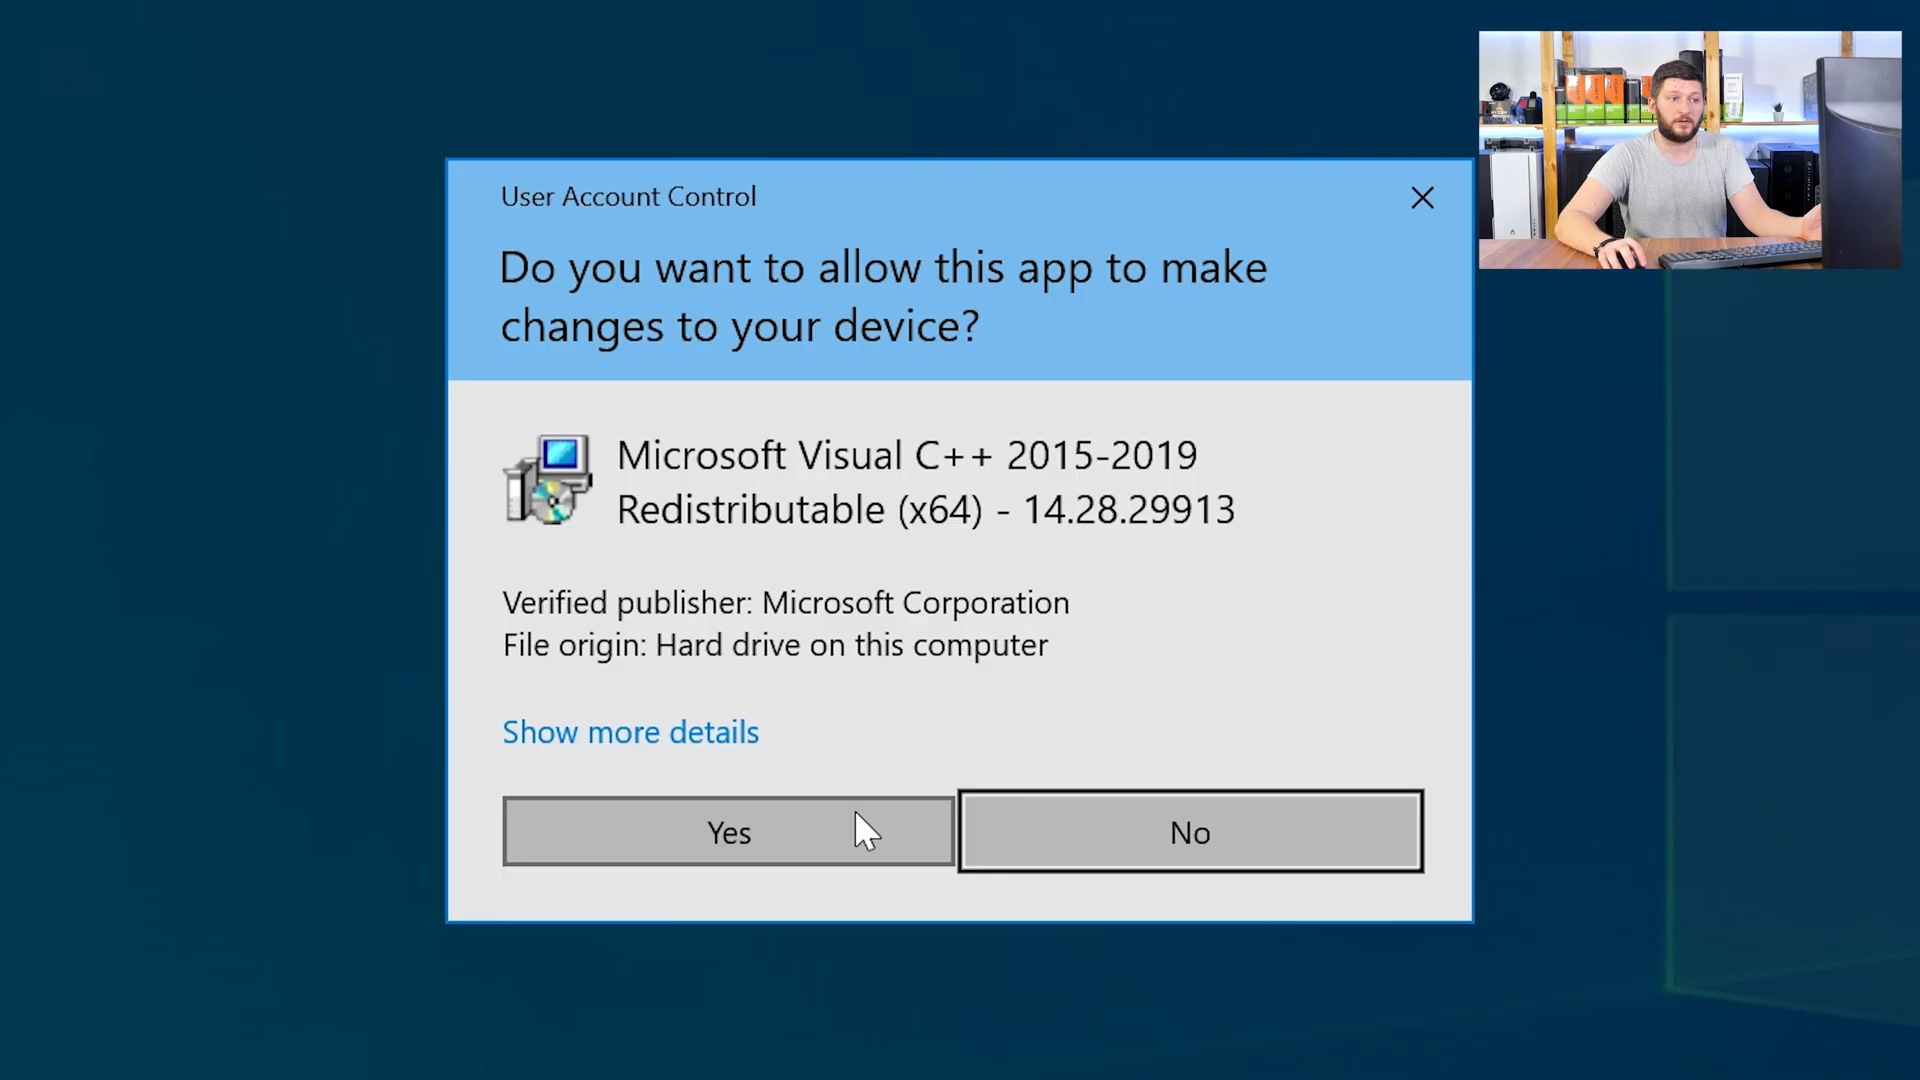 User Account Control
Do you want to allow this app to make
changes to your device?
Microsoft Visual C++ 2015-2019
Redistributable (x64) - 14.28.29913
Verified publisher: Microsoft Corporation
File origin: Hard drive on this computer
Show more details
Yes
No